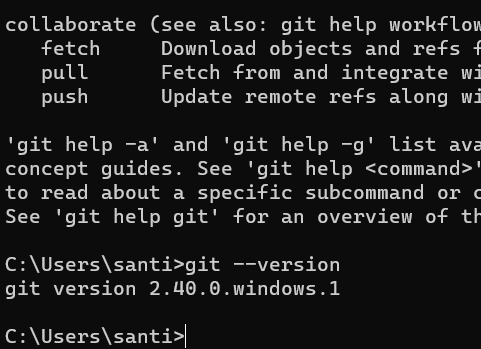 collaborate (see also: git help workflow
fetch Download objects and refs f
pull Fetch from and integrate wi
push Update remote refs along wi
'git help -a' and 'git help -g' list ava
concept guides. See 'git help <command>'
to read about a specific subcommand or c
See 'git help git' for an overview of th
C:\Users\santi>git --version
git version 2.40.0.windows.1
C:\Users\santi>